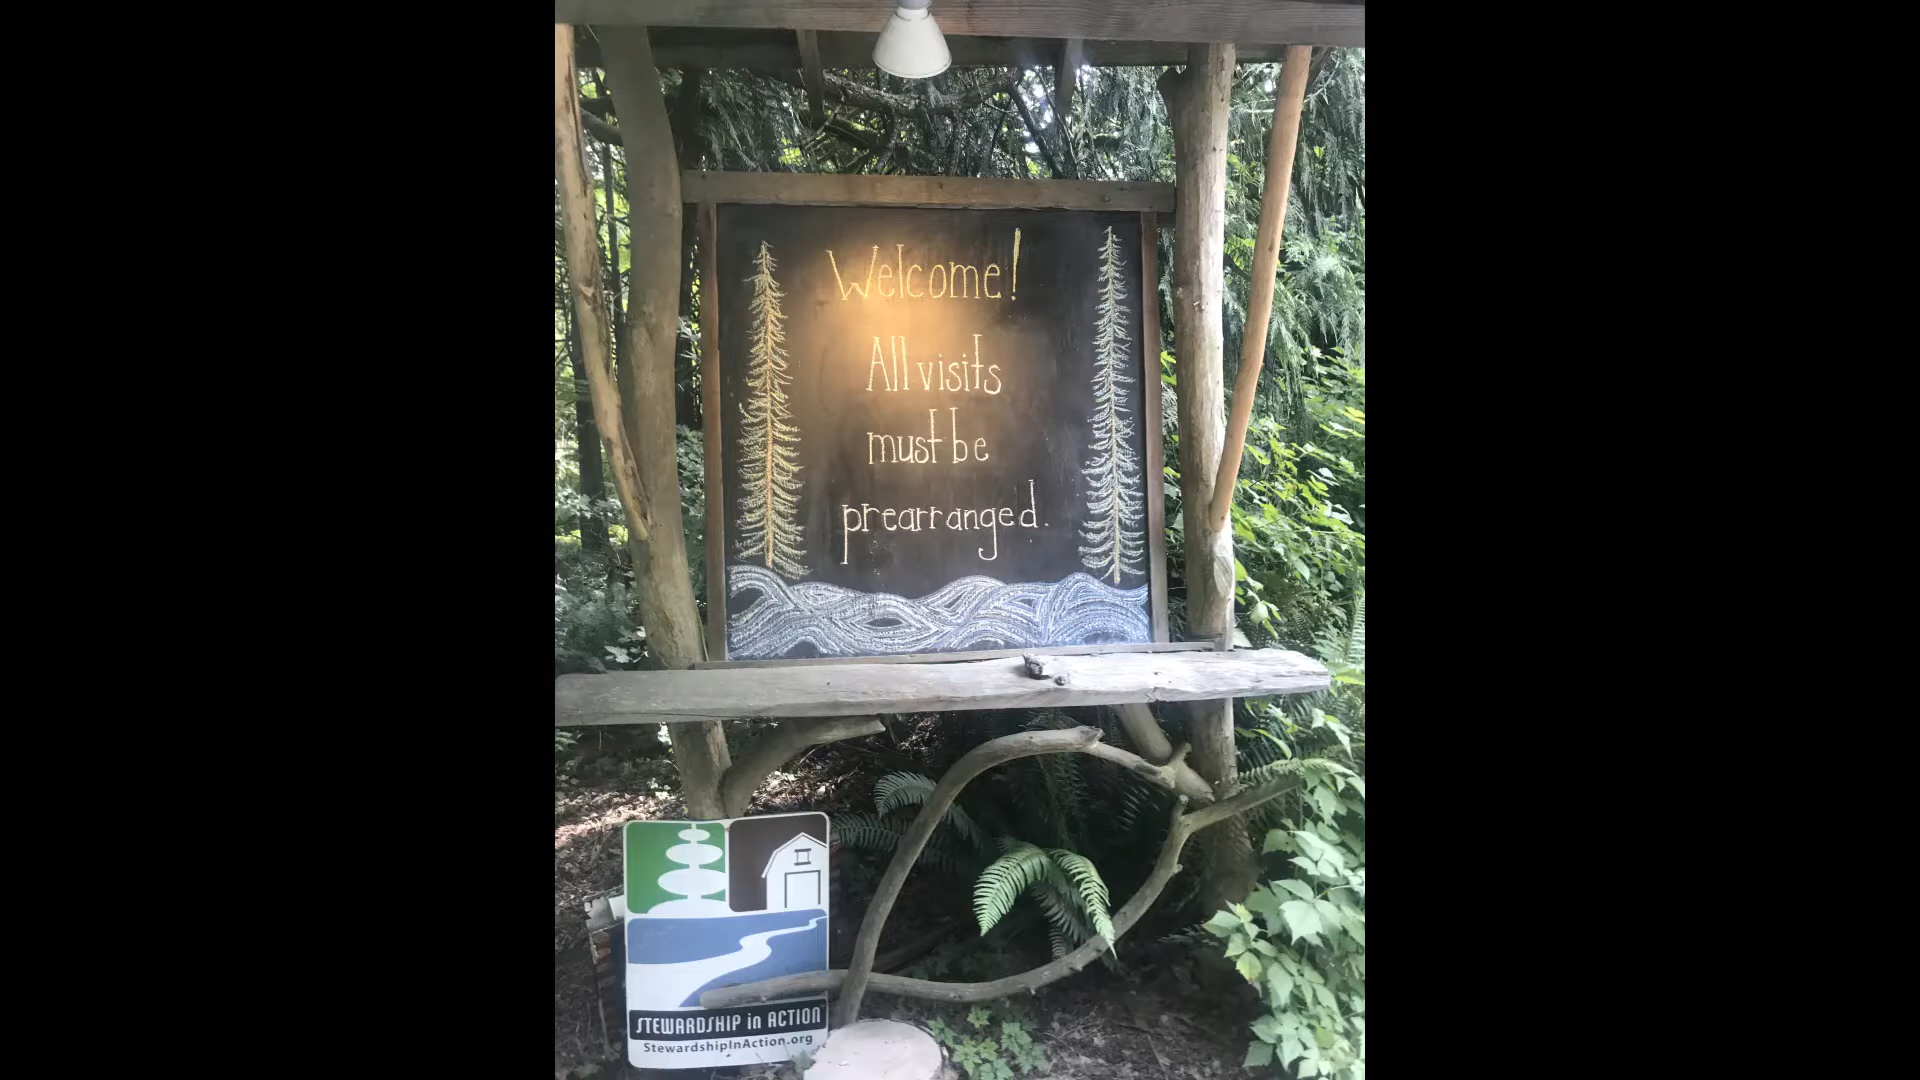 Welcome!
All visits
must be
prearranged.
STEWARDSHIP in ACTION
StewardshipInAction.org